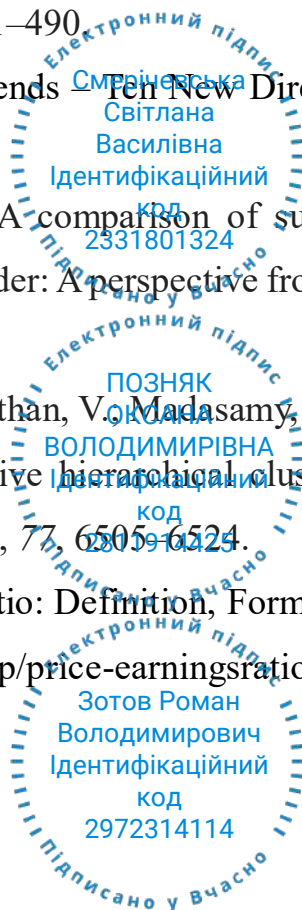 –490.
Електронний підпис
ends – Ten New Dire
Смерічевська
Світлана
Василівна
Ідентифікаційний
код
2331801324
A comparison of su
der: A perspective fro
Підписано у Вчасно
Електронний підпис
ПОЗНЯК
ОКСАНА
ВОЛОДИМИРІВНА
Ідентифікаційний
код
2811914425
than, V.; Madasamy,
ive hierarchical clus
, 77, 6505–6524.
Підписано у Вчасно
tio: Definition, Form
Електронний підпис
p/price-earningsratio
Зотов Роман
Володимирович
Ідентифікаційний
код
2972314114
Підписано у Вчасно